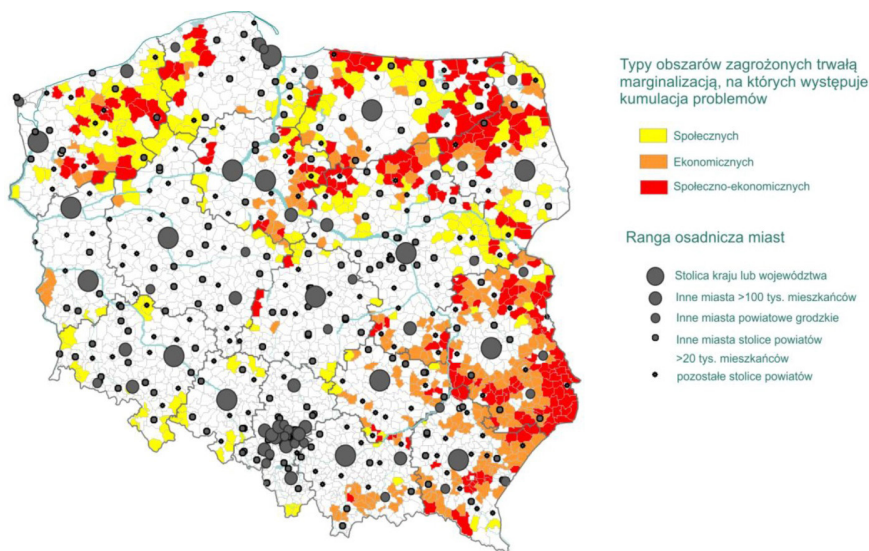 Typy obszarów zagrożonych trwałą
marginalizacją, na których występuje
kumulacja problemów
Społecznych
Ekonomicznych
Społeczno-ekonomicznych
Ranga osadnicza miast
Stolica kraju lub województwa
Inne miasta >100 tys. mieszkańców
Inne miasta powiatowe grodzkie
Inne miasta stolice powiatów
>20 tys. mieszkańców
pozostałe stolice powiatów